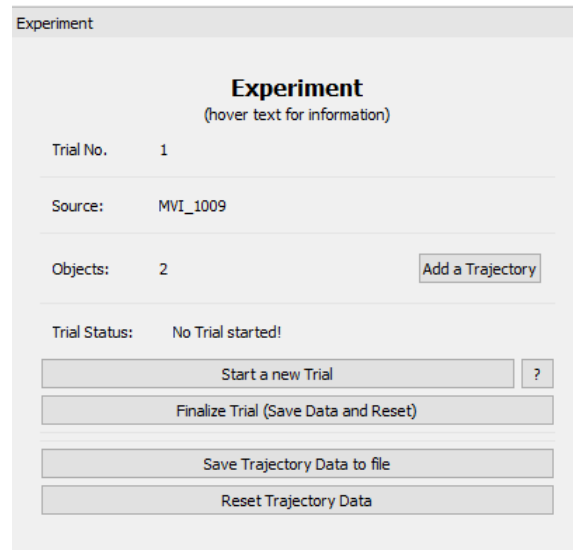 Experiment
Experiment
(hover text for information)
Trial No. 1
Source: MVI_1009
Objects: 2 Add a Trajectory
Trial Status: No Trial started!
Start a new Trial ?
Finalize Trial (Save Data and Reset)
Save Trajectory Data to file
Reset Trajectory Data